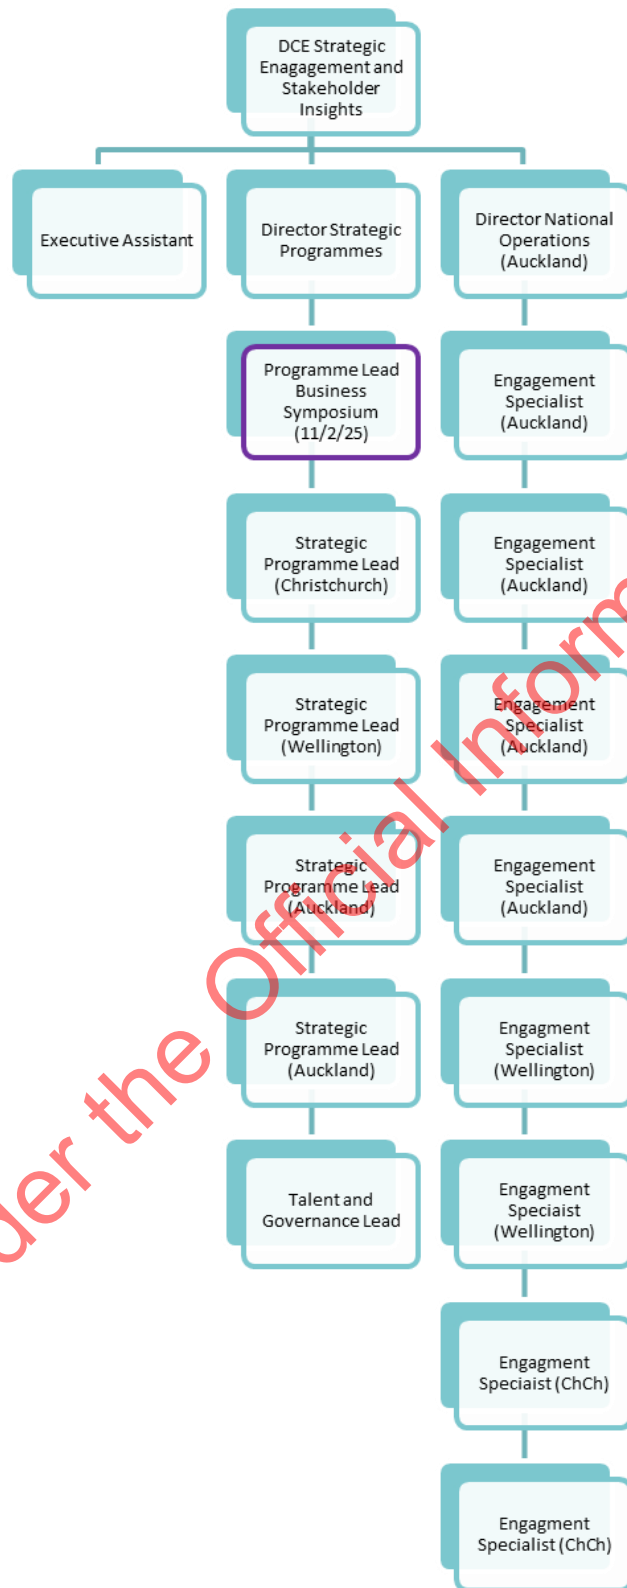 DCE Strategic
Enagagement and
Stakeholder
Insights
Executive Assistant
Director Strategic
Programmes
Director National
Operations
(Auckland)
Programme Lead
Business
Symposium
(11/2/25)
Engagement
Specialist
(Auckland)
Strategic
Programme Lead
(Christchurch)
Engagement
Specialist
(Auckland)
Strategic
Programme Lead
(Wellington)
Engagement
Specialist
(Auckland)
Strategic
Programme Lead
(Auckland)
Engagement
Specialist
(Auckland)
Strategic
Programme Lead
(Auckland)
Engagment
Specialist
(Wellington)
Talent and
Governance Lead
Engagment
Speciaist
(Wellington)
Engagment
Speciaist (ChCh)
Engagment
Specialist (ChCh)
der the Official Inform